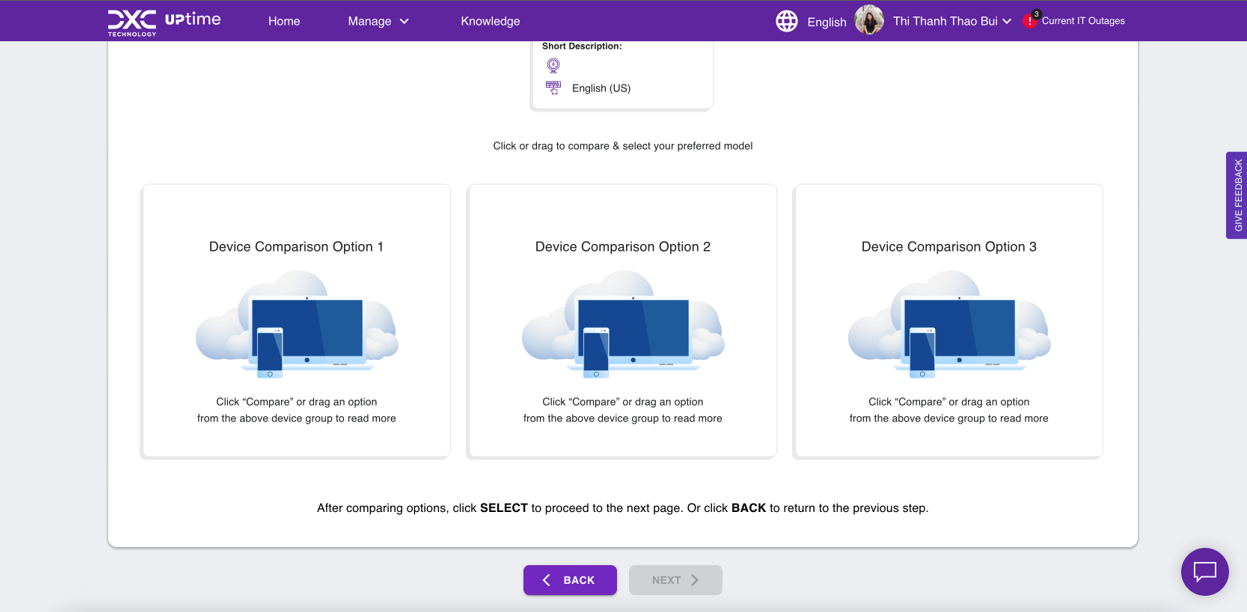 DXC TECHNOLOGY UPtime
Home
Manage
Knowledge
English
Thi Thanh Thao Bui
! 3
Current IT Outages
Short Description:
English (US)
Click or drag to compare & select your preferred model
GIVE FEEDBACK
Device Comparison Option 1
Click “Compare” or drag an option
from the above device group to read more
Device Comparison Option 2
Click “Compare” or drag an option
from the above device group to read more
Device Comparison Option 3
Click “Compare” or drag an option
from the above device group to read more
After comparing options, click SELECT to proceed to the next page. Or click BACK to return to the previous step.
BACK
NEXT